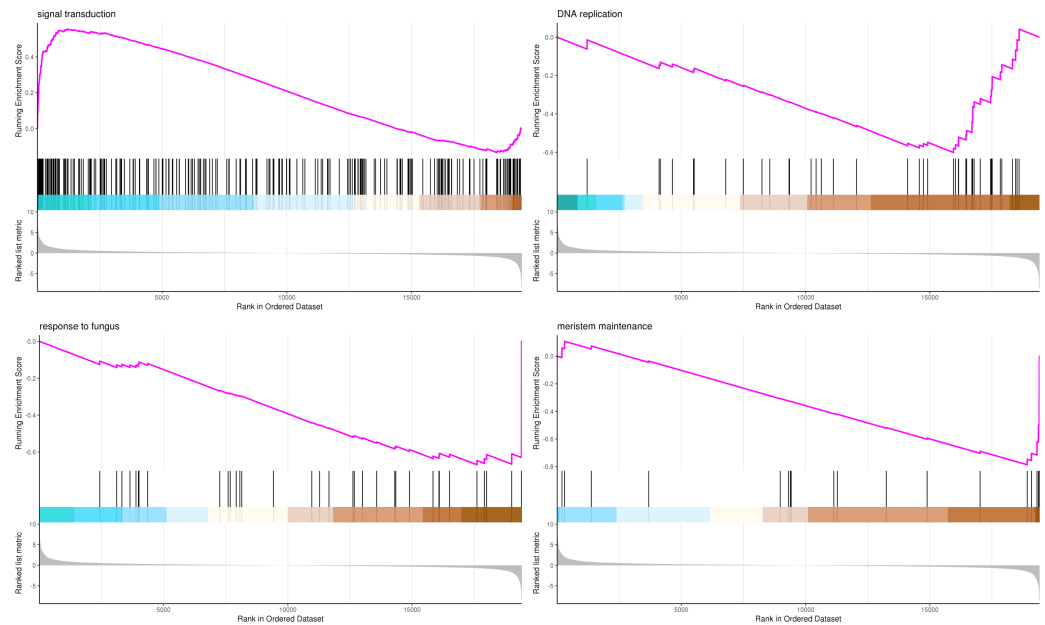 signal transduction
Running Enrichment Score
0.4
0.2
0.0
Ranked list metric
10
5
0
-5
5000 10000 15000
Rank in Ordered Dataset
DNA replication
Running Enrichment Score
0.0
-0.2
-0.4
-0.6
Ranked list metric
10
5
0
-5
5000 10000 15000
Rank in Ordered Dataset
response to fungus
Running Enrichment Score
0.0
-0.2
-0.4
-0.6
Ranked list metric
10
5
0
-5
5000 10000 15000
Rank in Ordered Dataset
meristem maintenance
Running Enrichment Score
0.0
-0.2
-0.4
-0.6
-0.8
Ranked list metric
10
5
0
-5
5000 10000 15000
Rank in Ordered Dataset